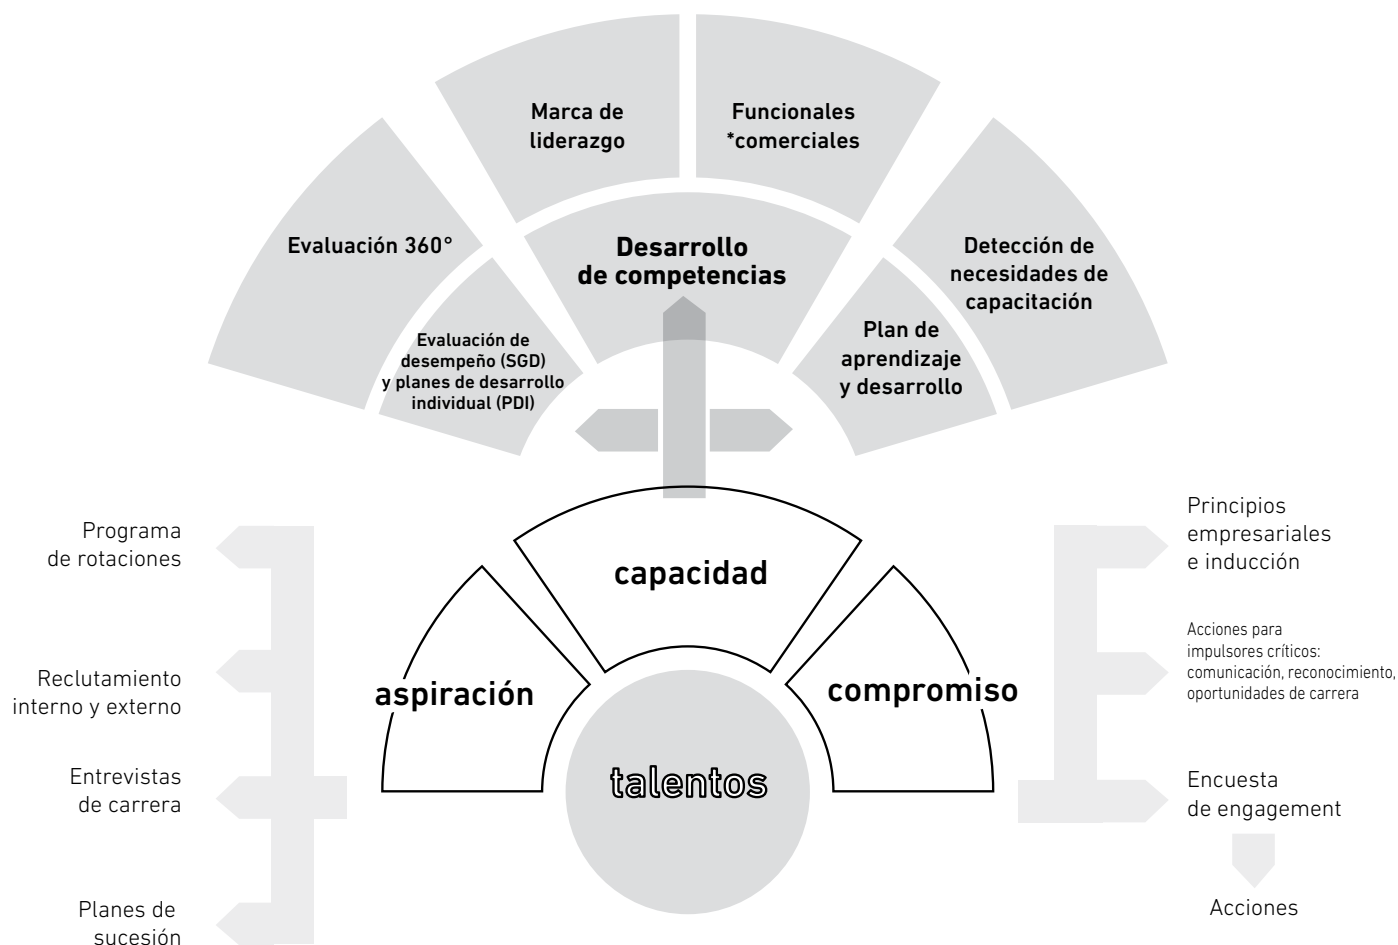 Marca de
liderazgo
Funcionales
*comerciales
Evaluación 360°
Desarrollo
de competencias
Detección de
necesidades de
capacitación
Evaluación de
desempeño (SGD)
y planes de desarrollo
individual (PDI)
Plan de
aprendizaje
y desarrollo
Programa
de rotaciones
Reclutamiento
interno y externo
Entrevistas
de carrera
Planes de
sucesión
aspiración
capacidad
compromiso
talentos
Principios
empresariales
e inducción
Acciones para
impulsores críticos:
comunicación, reconocimiento,
oportunidades de carrera
Encuesta
de engagement
Acciones